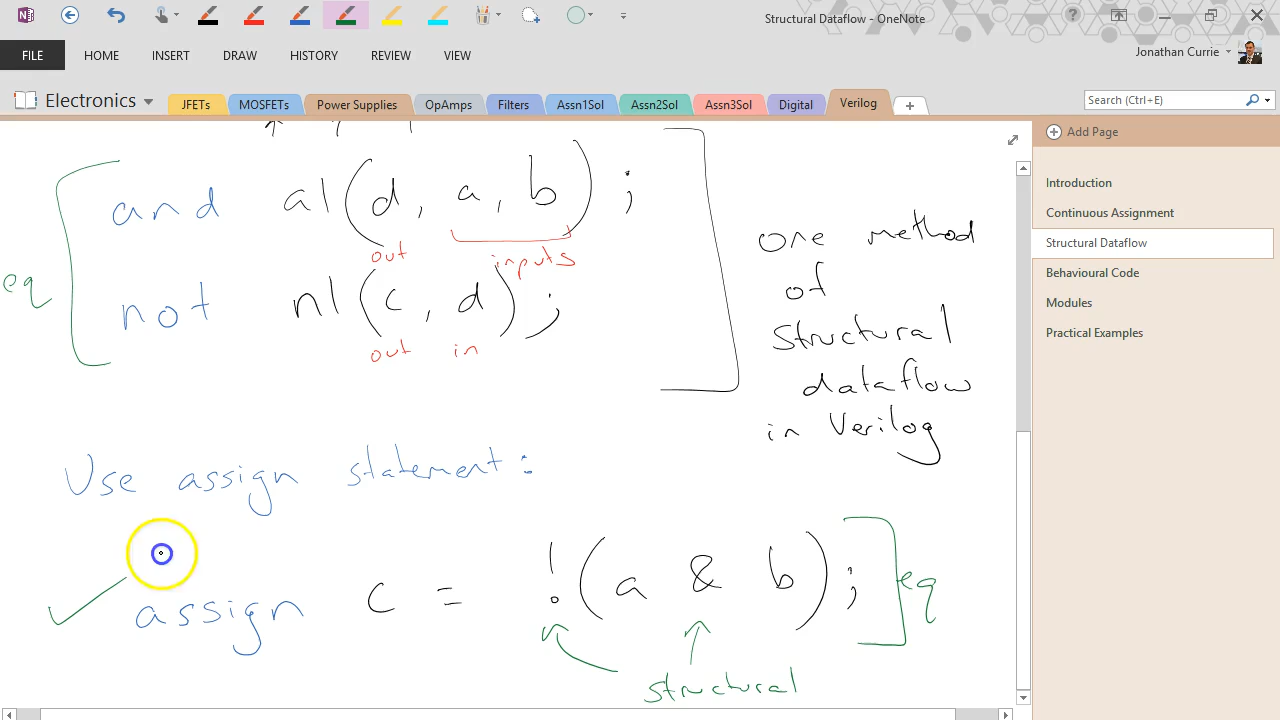 Structural Dataflow - OneNote
Jonathan Currie
FILE HOME INSERT DRAW HISTORY REVIEW VIEW
Electronics JFETs MOSFETs Power Supplies OpAmps Filters Assn1Sol Assn2Sol Assn3Sol Digital Verilog
Search (Ctrl+E)
Add Page
Introduction
Continuous Assignment
Structural Dataflow
Behavioural Code
Modules
Practical Examples
and a1(d, a, b);
out inputs
eq
not n1(c, d);
out in
one method
of
structural
dataflow
in Verilog
Use assign statement:
assign c = !(a & b);
eq
structural